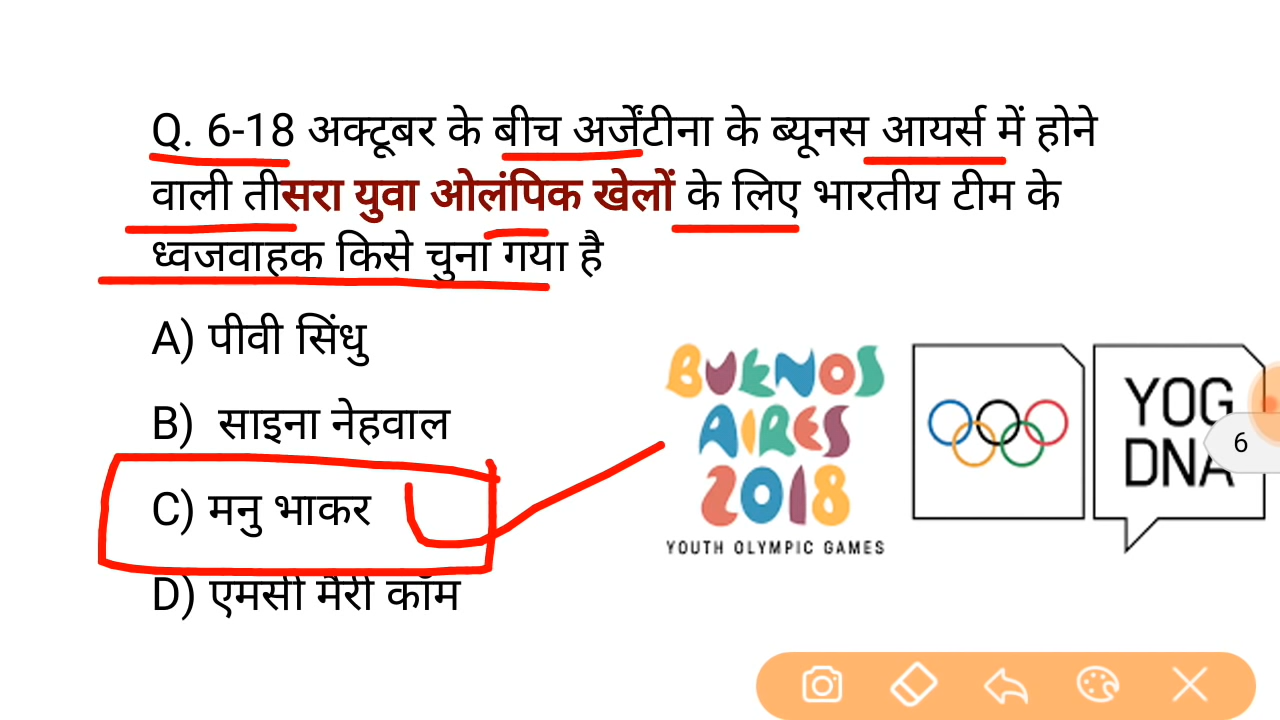 Q. 6-18 अक्टूबर के बीच अर्जेंटीना के ब्यूनस आयर्स में होने
वाली तीसरा युवा ओलंपिक खेलों के लिए भारतीय टीम के
ध्वजवाहक किसे चुना गया है
A) पीवी सिंधु
B) साइना नेहवाल
C) मनु भाकर
D) एमसी मैरी कॉम
BUENOS
AIRES
2018
YOUTH OLYMPIC GAMES
YOG
DNA
6